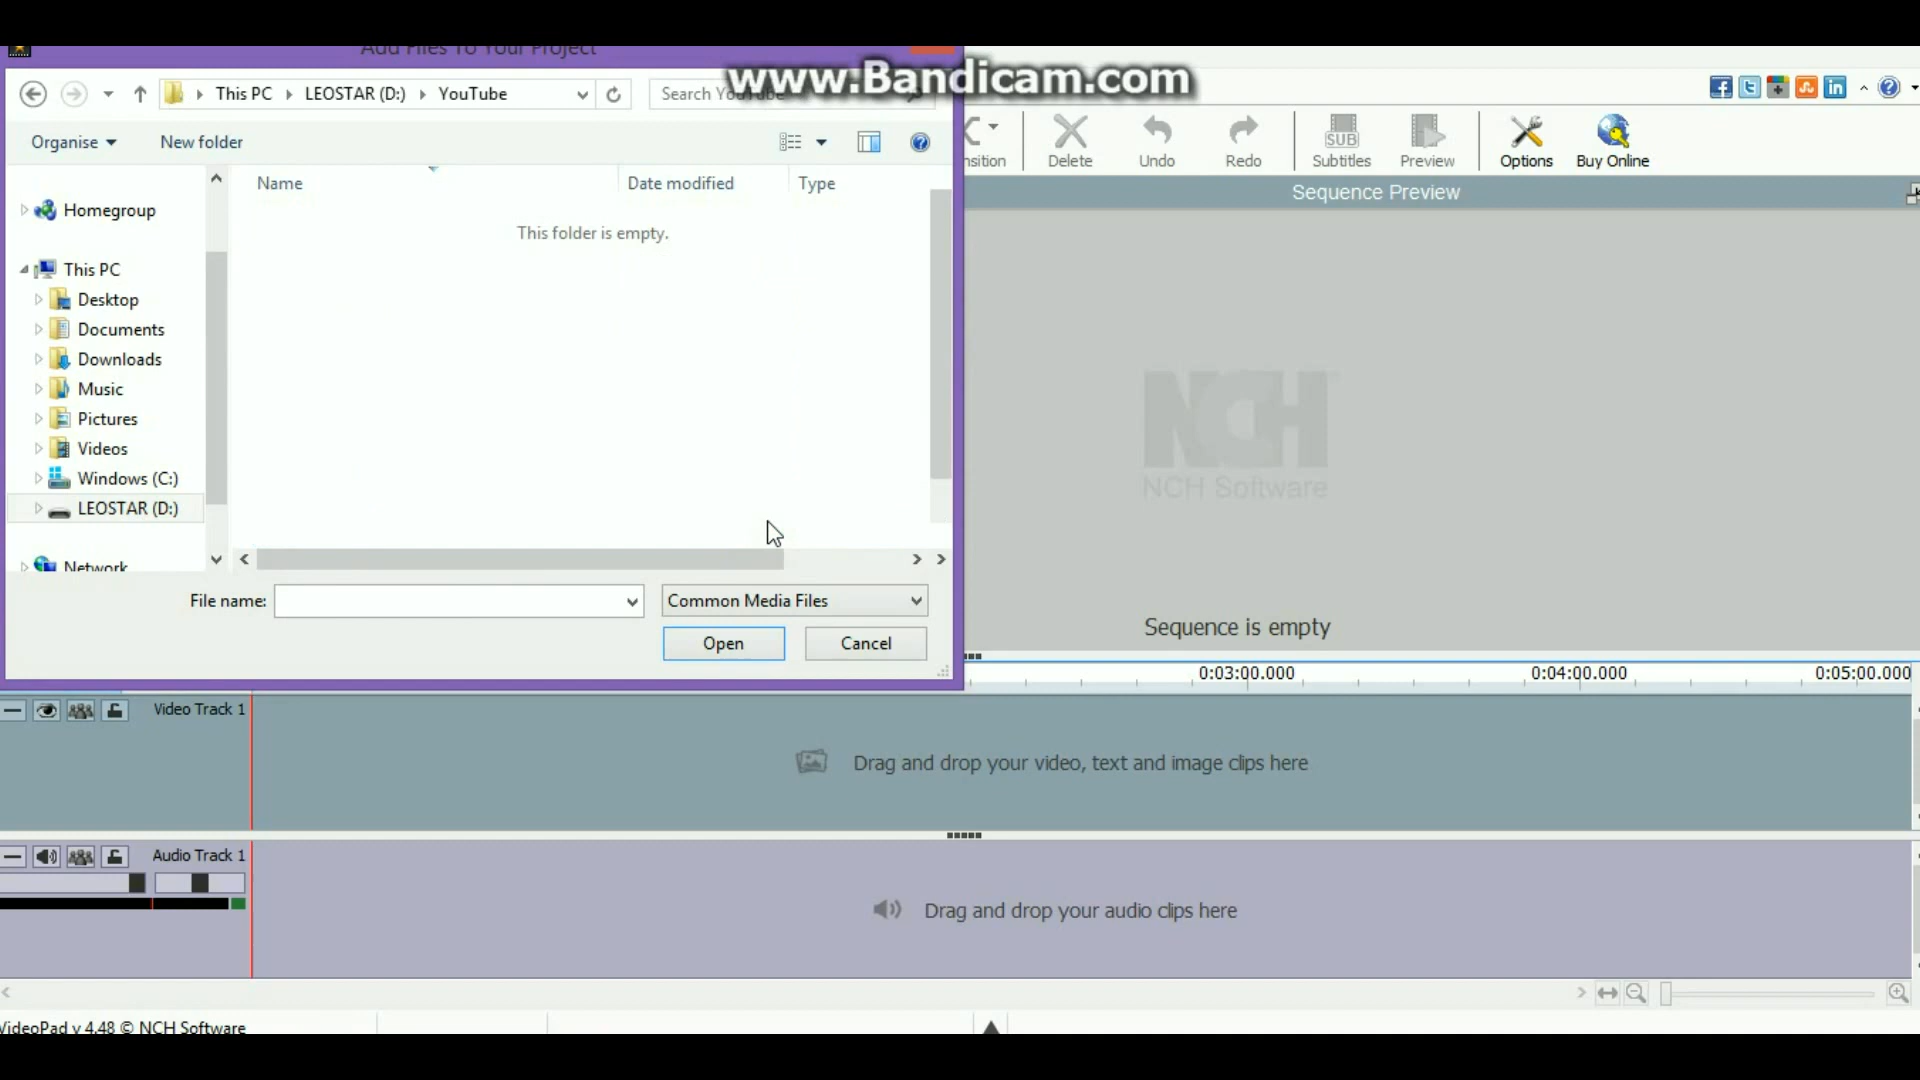 Add Files To Your Project
www.Bandicam.com
This PC LEOSTAR (D:) YouTube
Search YouTube
Organise New folder
Name Date modified Type
This folder is empty.
Homegroup
This PC
Desktop
Documents
Downloads
Music
Pictures
Videos
Windows (C:)
LEOSTAR (D:)
Network
File name: Common Media Files
Open Cancel
nsition Delete Undo Redo SUB Subtitles Preview Options Buy Online
Sequence Preview
NCH
NCH Software
Sequence is empty
0:03:00.000 0:04:00.000 0:05:00.000
Video Track 1
Drag and drop your video, text and image clips here
Audio Track 1
Drag and drop your audio clips here
VideoPad v 4.48 © NCH Software